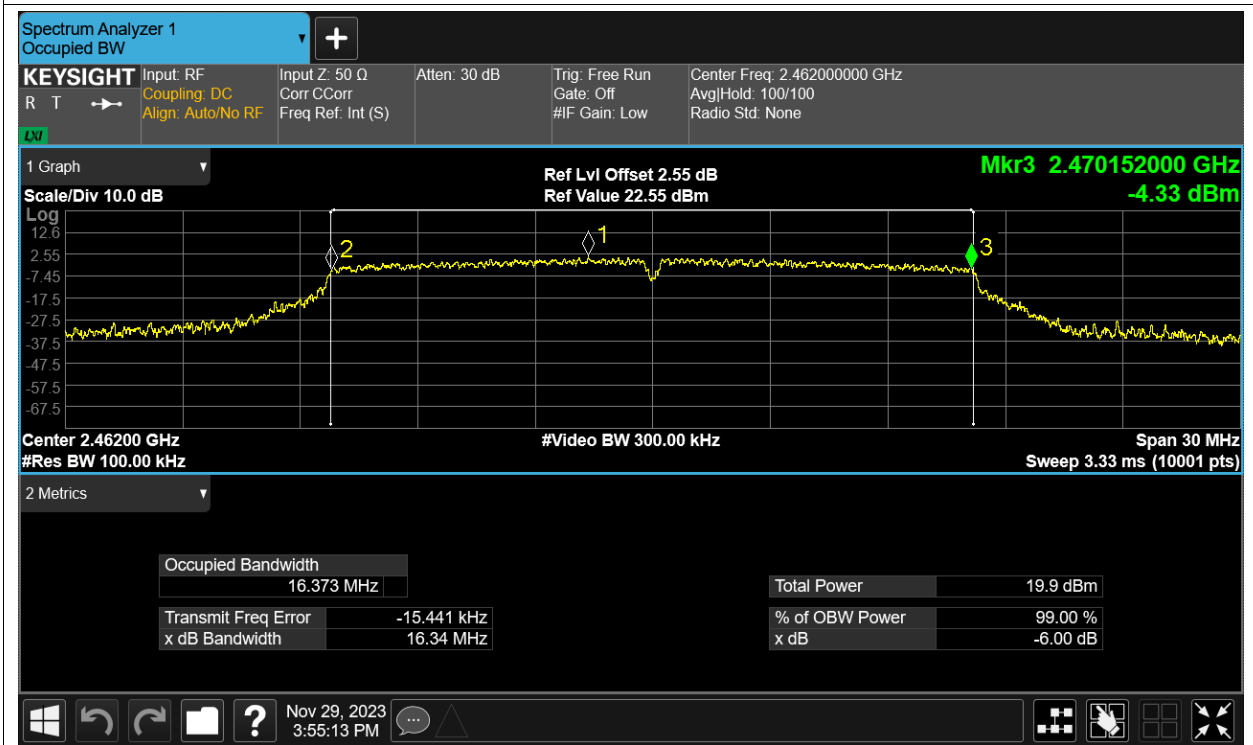 Spectrum Analyzer 1
Occupied BW
KEYSIGHT
R T
LXI
Input: RF
Coupling: DC
Align: Auto/No RF
Input Z: 50 Ω
Corr CCorr
Freq Ref: Int (S)
Atten: 30 dB
Trig: Free Run
Gate: Off
#IF Gain: Low
Center Freq: 2.462000000 GHz
Avg|Hold: 100/100
Radio Std: None
1 Graph
Scale/Div 10.0 dB
Ref Lvl Offset 2.55 dB
Ref Value 22.55 dBm
Mkr3 2.470152000 GHz
-4.33 dBm
Log
12.6
2.55
-7.45
-17.5
-27.5
-37.5
-47.5
-57.5
-67.5
2
1
3
Center 2.46200 GHz
#Res BW 100.00 kHz
#Video BW 300.00 kHz
Span 30 MHz
Sweep 3.33 ms (10001 pts)
2 Metrics
Occupied Bandwidth
16.373 MHz
Transmit Freq Error -15.441 kHz
x dB Bandwidth 16.34 MHz
Total Power 19.9 dBm
% of OBW Power 99.00 %
x dB -6.00 dB
?
Nov 29, 2023
3:55:13 PM